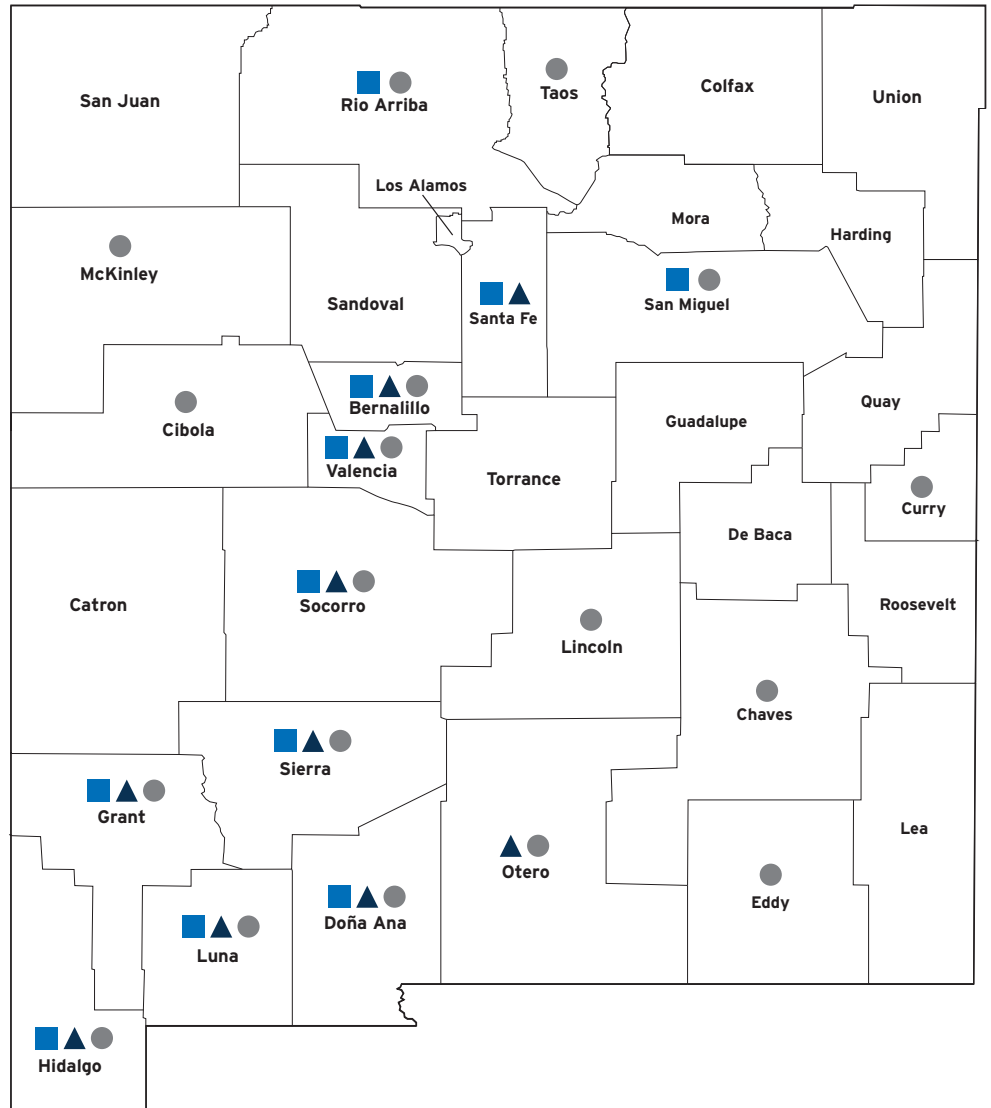 San Juan
Rio Arriba
Taos
Colfax
Union
Los Alamos
McKinley
Mora
Harding
Sandoval
Santa Fe
San Miguel
Bernalillo
Cibola
Valencia
Guadalupe
Quay
Torrance
Curry
De Baca
Catron
Socorro
Lincoln
Roosevelt
Chaves
Sierra
Grant
Otero
Lea
Doña Ana
Eddy
Luna
Hidalgo